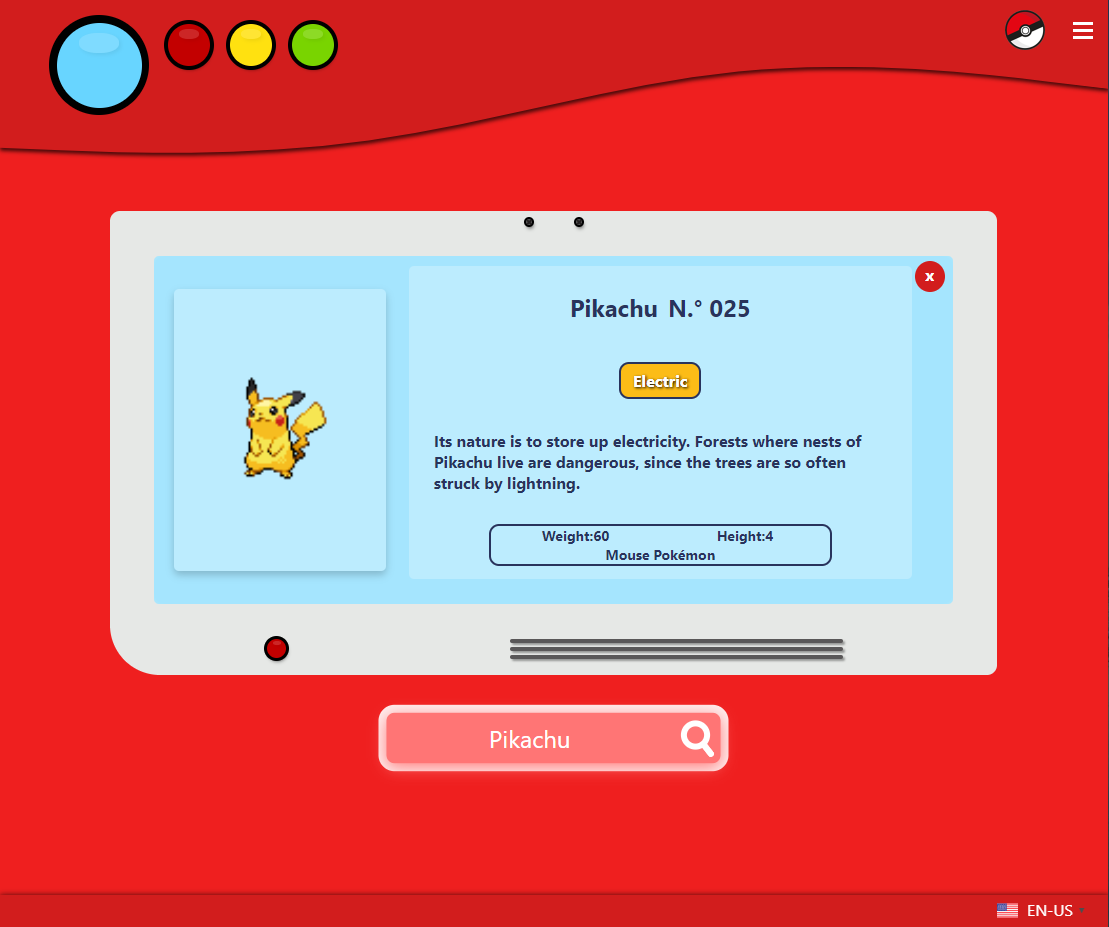 x
Pikachu N.° 025
Electric
Its nature is to store up electricity. Forests where nests of
Pikachu live are dangerous, since the trees are so often
struck by lightning.
Weight:60 Height:4
Mouse Pokémon
Pikachu
EN-US